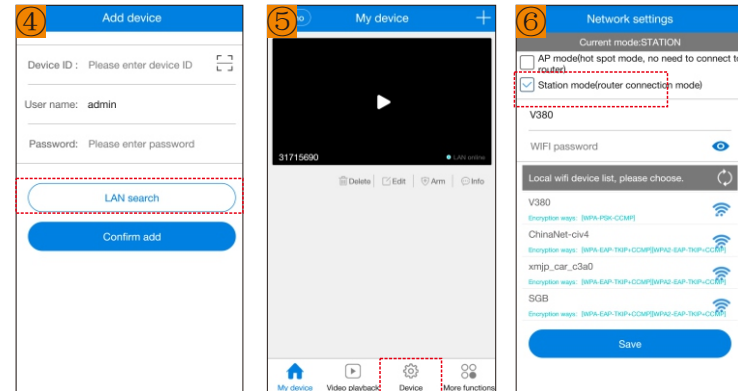 ④
Add device
Device ID : Please enter device ID
User name: admin
Password: Please enter password
LAN search
Confirm add
⑤
My device
31715690
LAN online
Delete
Edit
Arm
Info
My device
Video playback
Device
More functions
⑥
Network settings
Current mode:STATION
AP mode(hot spot mode, no need to connect to
router)
Station mode(router connection mode)
V380
WIFI password
Local wifi device list, please choose.
V380
Encryption ways: [WPA-PSK-CCMP]
ChinaNet-civ4
Encryption ways: [WPA-EAP-TKIP+CCMP][WPA2-EAP-TKIP+CCMP]
xmjp_car_c3a0
Encryption ways: [WPA-EAP-TKIP+CCMP][WPA2-EAP-TKIP+CCMP]
SGB
Encryption ways: [WPA-EAP-TKIP+CCMP][WPA2-EAP-TKIP+CCMP]
Save